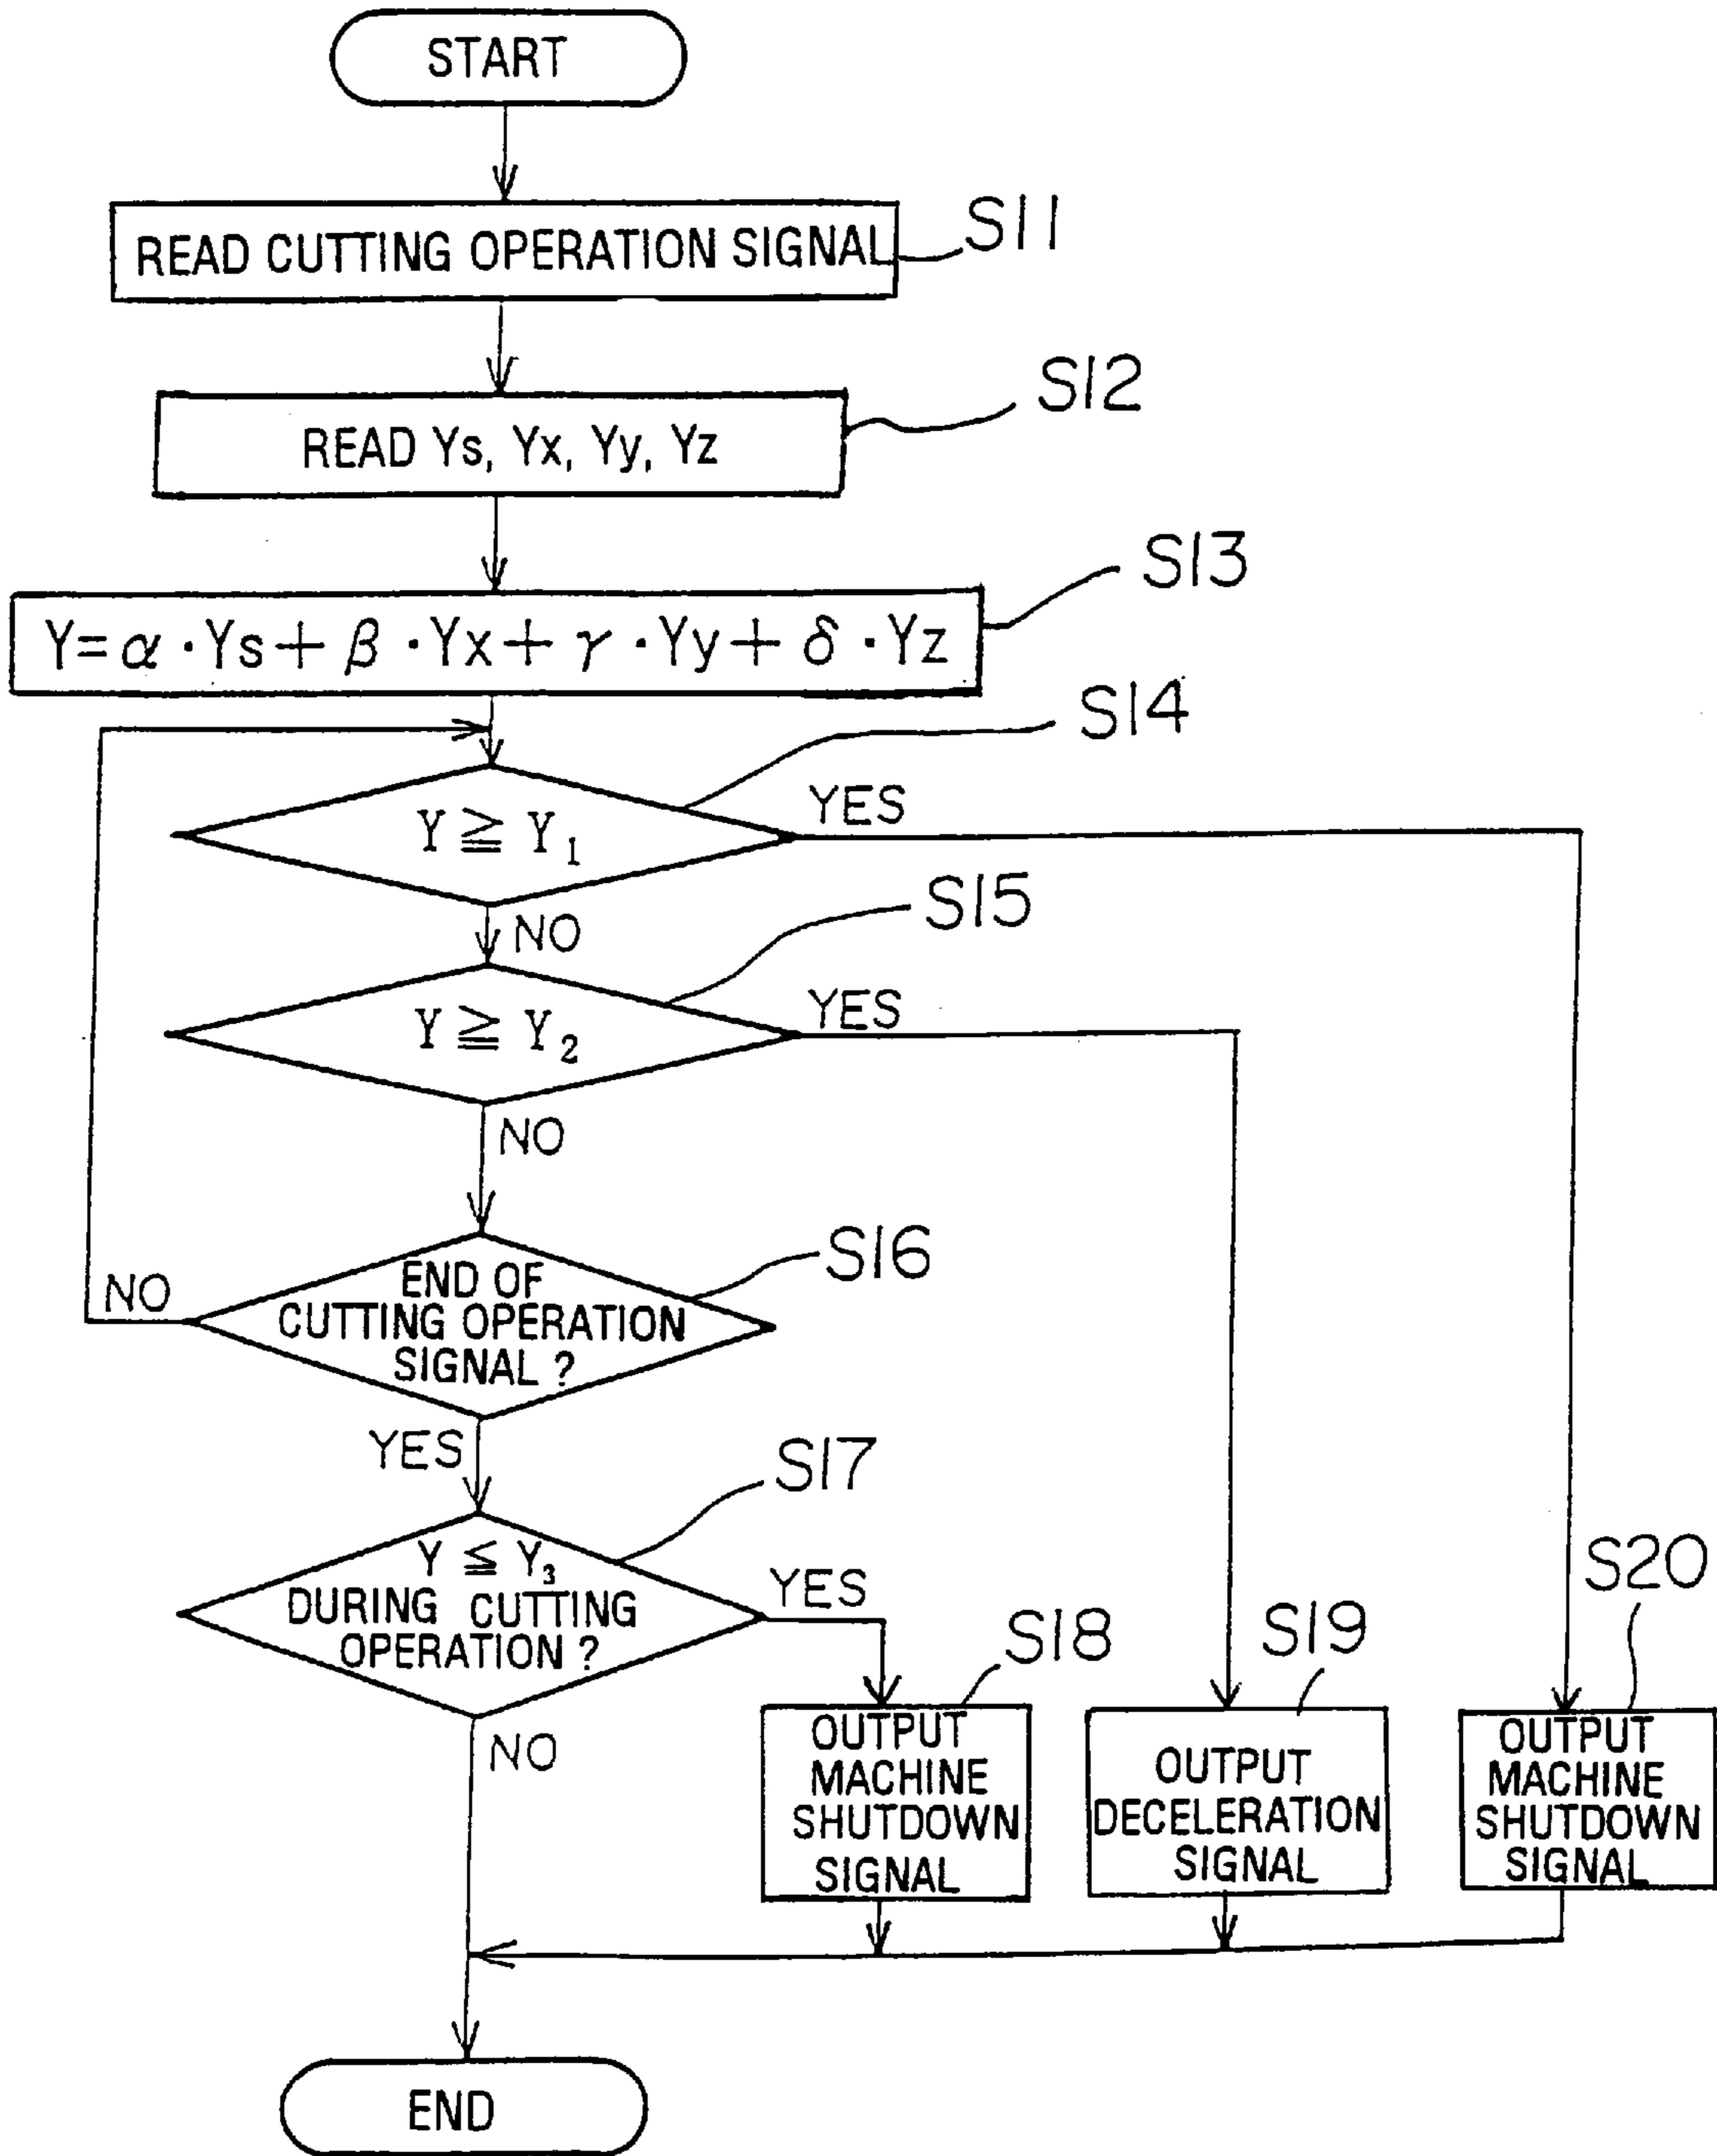 START
READ CUTTING OPERATION SIGNAL
S11
READ Ys, Yx, Yy, Yz
S12
Y=α·Ys+β·Yx+γ·Yy+δ·Yz
S13
S14
Y ≧ Y₁
YES
NO
S15
Y ≧ Y₂
YES
NO
S16
END OF
CUTTING OPERATION
SIGNAL ?
NO
YES
S17
Y ≦ Y₃
DURING CUTTING
OPERATION ?
YES
NO
S18
OUTPUT
MACHINE
SHUTDOWN
SIGNAL
S19
OUTPUT
DECELERATION
SIGNAL
S20
OUTPUT
MACHINE
SHUTDOWN
SIGNAL
END